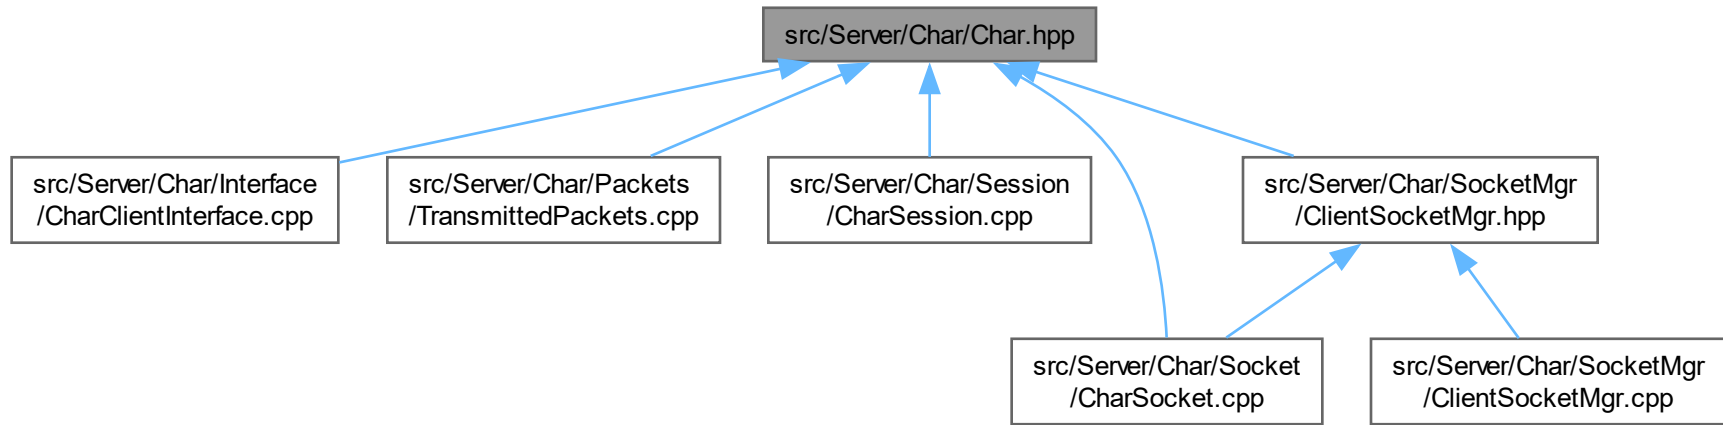 src/Server/Char/Char.hpp
src/Server/Char/Interface
/CharClientInterface.cpp
src/Server/Char/Packets
/TransmittedPackets.cpp
src/Server/Char/Session
/CharSession.cpp
src/Server/Char/SocketMgr
/ClientSocketMgr.hpp
src/Server/Char/Socket
/CharSocket.cpp
src/Server/Char/SocketMgr
/ClientSocketMgr.cpp